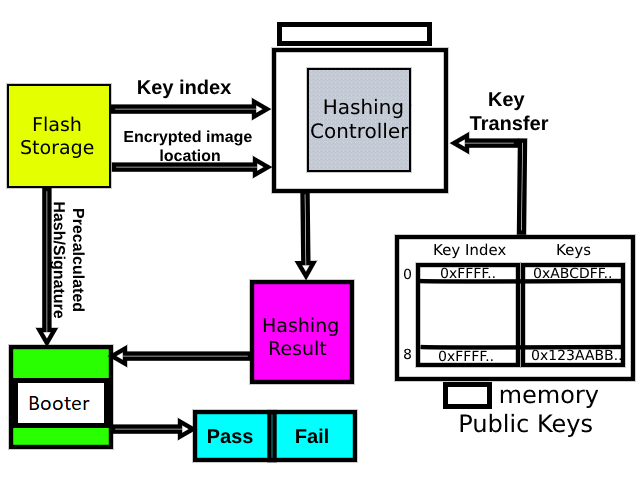 Key index
Flash
Storage
Encrypted image
location
Hashing
Controller
Key
Transfer
Precalculated
Hash/Signature
Key Index
Keys
0
0xFFFF..
0xABCDFF..
8
0xFFFF..
0x123AABB..
memory
Public Keys
Hashing
Result
Booter
Pass
Fail